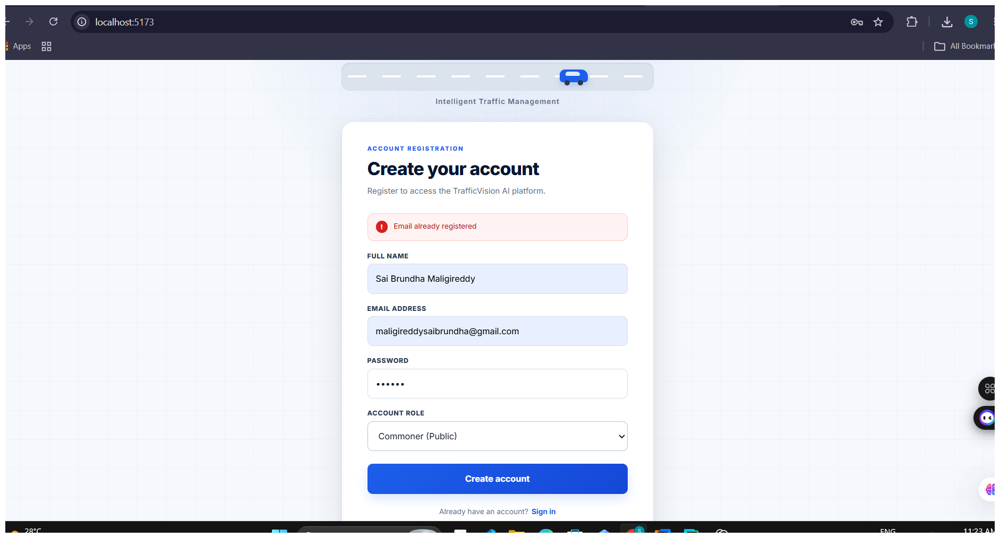 localhost:5173
S
Apps
All Bookmar
Intelligent Traffic Management
ACCOUNT REGISTRATION
Create your account
Register to access the TrafficVision AI platform.
! Email already registered
FULL NAME
Sai Brundha Maligireddy
EMAIL ADDRESS
maligireddysaibrundha@gmail.com
PASSWORD
••••••
ACCOUNT ROLE
Commoner (Public)
Create account
Already have an account? Sign in
28°C
S
ENG
11:23 AM